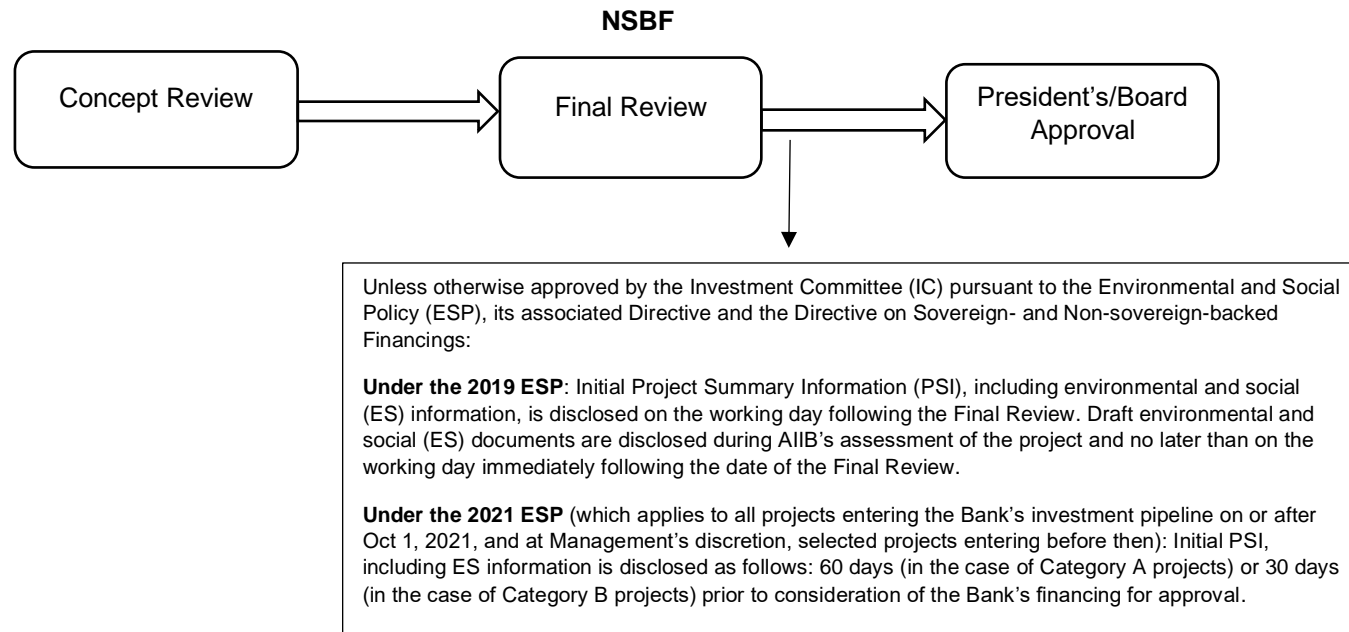 NSBF
Concept Review
Final Review
President’s/Board
Approval
Unless otherwise approved by the Investment Committee (IC) pursuant to the Environmental and Social
Policy (ESP), its associated Directive and the Directive on Sovereign- and Non-sovereign-backed
Financings:
Under the 2019 ESP: Initial Project Summary Information (PSI), including environmental and social
(ES) information, is disclosed on the working day following the Final Review. Draft environmental and
social (ES) documents are disclosed during AIIB’s assessment of the project and no later than on the
working day immediately following the date of the Final Review.
Under the 2021 ESP (which applies to all projects entering the Bank’s investment pipeline on or after
Oct 1, 2021, and at Management’s discretion, selected projects entering before then): Initial PSI,
including ES information is disclosed as follows: 60 days (in the case of Category A projects) or 30 days
(in the case of Category B projects) prior to consideration of the Bank’s financing for approval.